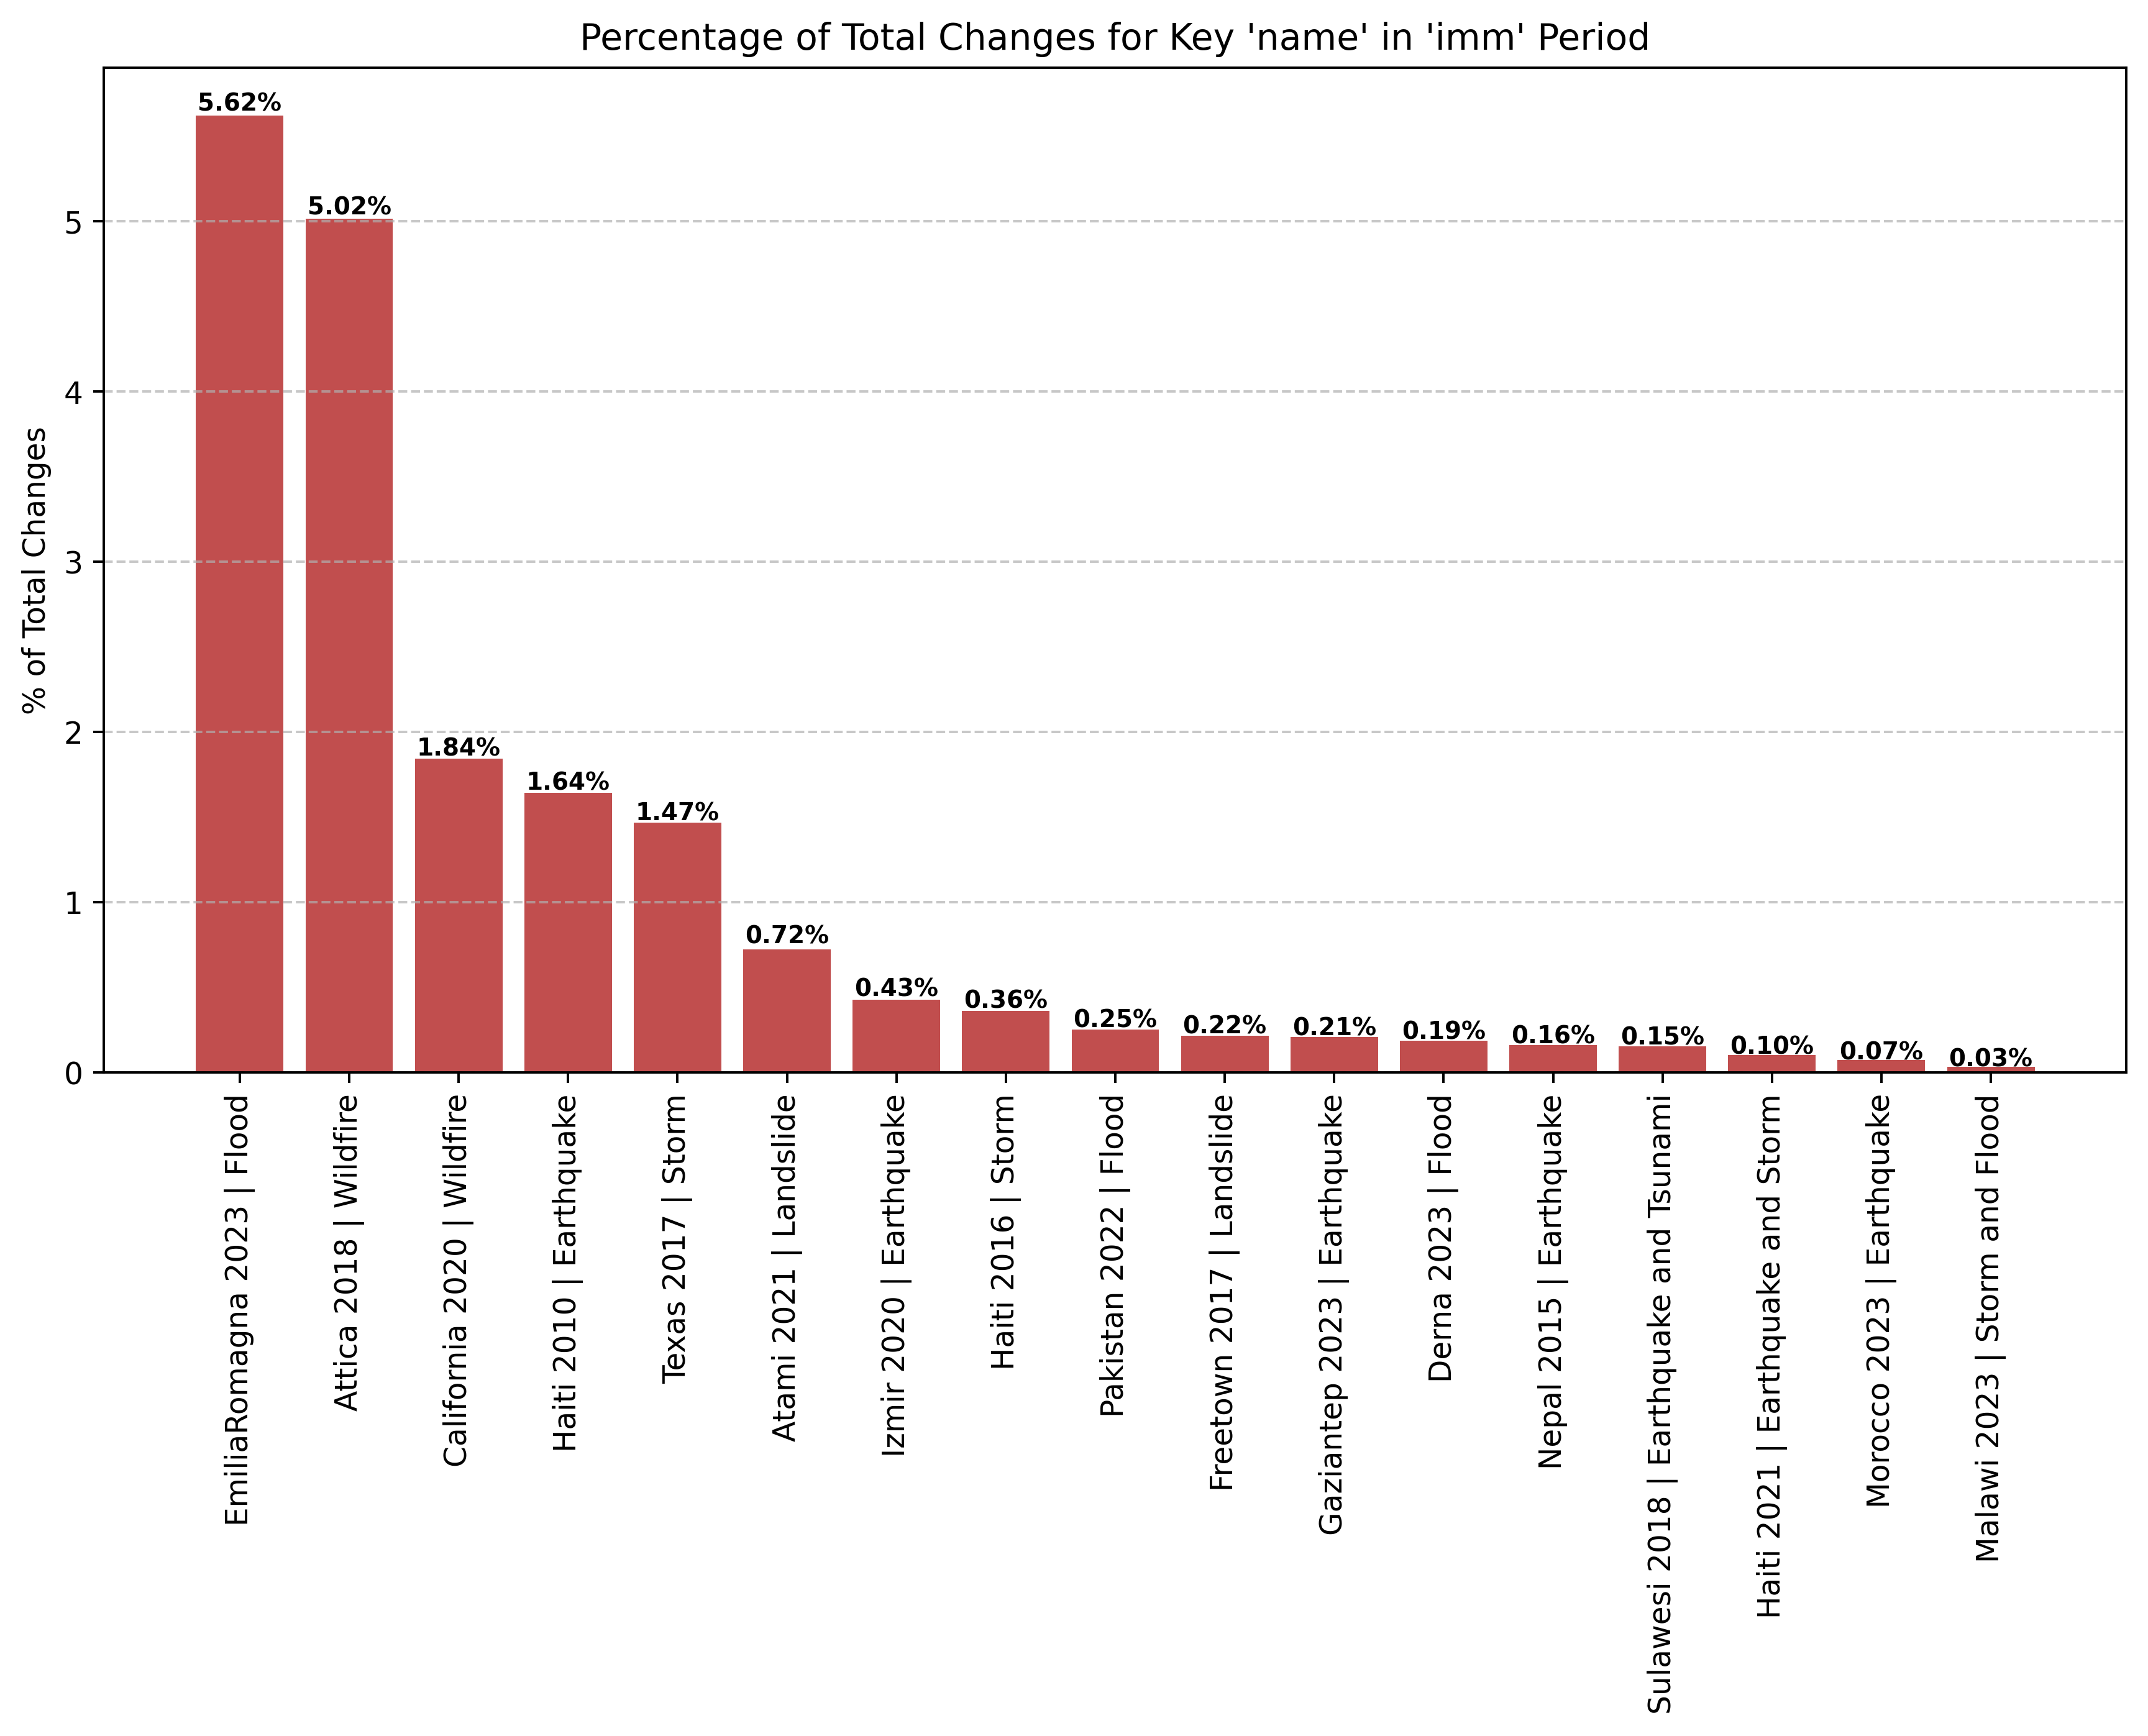 Percentage of Total Changes for Key 'name' in 'imm' Period
% of Total Changes
5
4
3
2
1
0
5.62%
5.02%
1.84%
1.64%
1.47%
0.72%
0.43%
0.36%
0.25%
0.22%
0.21%
0.19%
0.16%
0.15%
0.10%
0.07%
0.03%
EmiliaRomagna 2023 | Flood
Attica 2018 | Wildfire
California 2020 | Wildfire
Haiti 2010 | Earthquake
Texas 2017 | Storm
Atami 2021 | Landslide
Izmir 2020 | Earthquake
Haiti 2016 | Storm
Pakistan 2022 | Flood
Freetown 2017 | Landslide
Gaziantep 2023 | Earthquake
Derna 2023 | Flood
Nepal 2015 | Earthquake
Sulawesi 2018 | Earthquake and Tsunami
Haiti 2021 | Earthquake and Storm
Morocco 2023 | Earthquake
Malawi 2023 | Storm and Flood